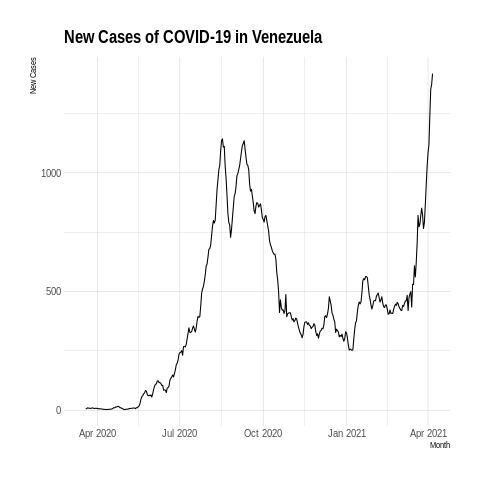 New Cases of COVID-19 in Venezuela
New Cases
1000
500
0
Apr 2020
Jul 2020
Oct 2020
Jan 2021
Apr 2021
Month